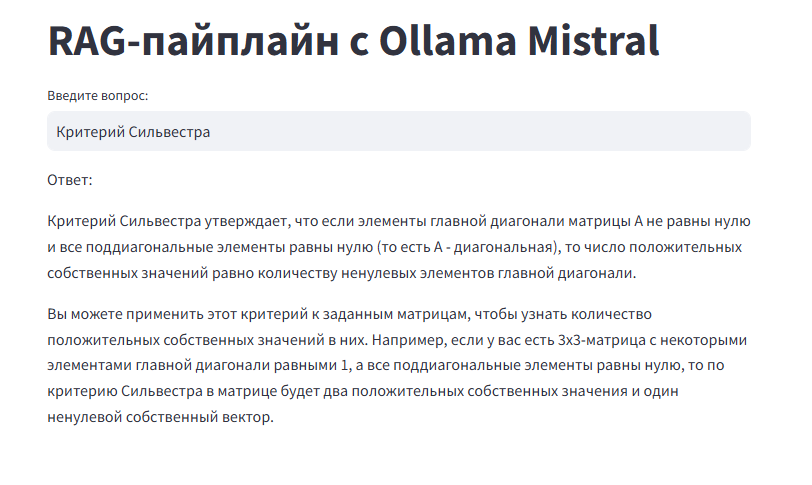 RAG-пайплайн с Ollama Mistral
Введите вопрос:
Критерий Сильвестра
Ответ:
Критерий Сильвестра утверждает, что если элементы главной диагонали матрицы A не равны нулю
и все поддиагональные элементы равны нулю (то есть A - диагональная), то число положительных
собственных значений равно количеству ненулевых элементов главной диагонали.
Вы можете применить этот критерий к заданным матрицам, чтобы узнать количество
положительных собственных значений в них. Например, если у вас есть 3x3-матрица с некоторыми
элементами главной диагонали равными 1, а все поддиагональные элементы равны нулю, то по
критерию Сильвестра в матрице будет два положительных собственных значения и один
ненулевой собственный вектор.